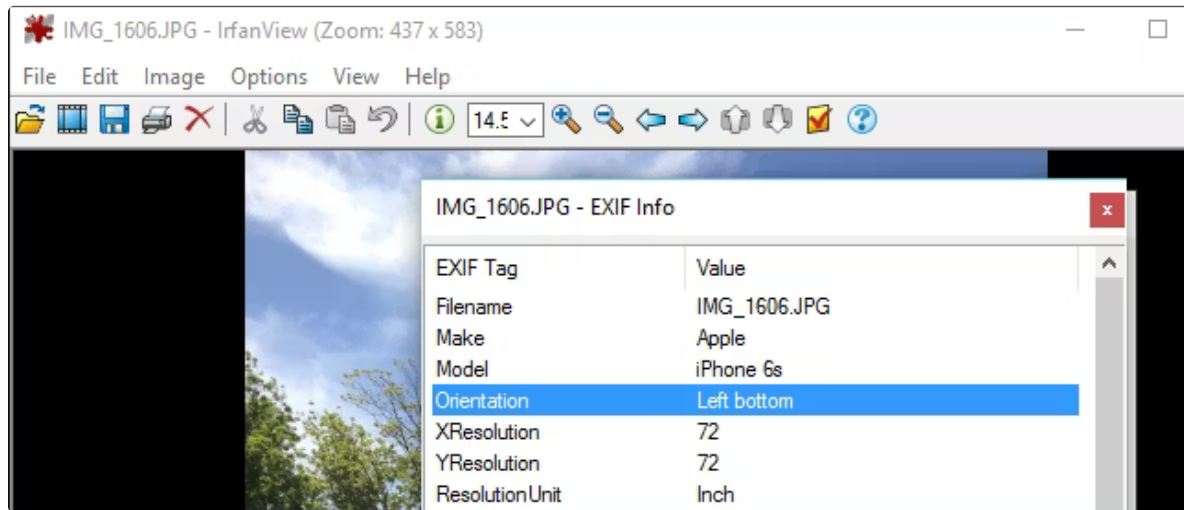 IMG_1606.JPG - IrfanView (Zoom: 437 x 583)
File Edit Image Options View Help
14.5
IMG_1606.JPG - EXIF Info
EXIF Tag Value
Filename IMG_1606.JPG
Make Apple
Model iPhone 6s
Orientation Left bottom
XResolution 72
YResolution 72
ResolutionUnit Inch